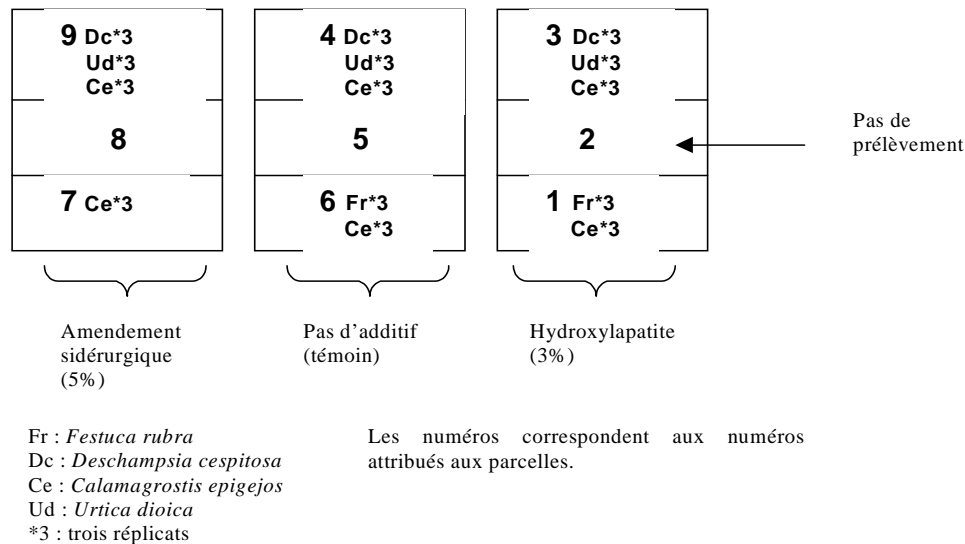 9 Dc*3
Ud*3
Ce*3
4 Dc*3
Ud*3
Ce*3
3 Dc*3
Ud*3
Ce*3
8
5
2
Pas de
prélèvement
7 Ce*3
6 Fr*3
Ce*3
1 Fr*3
Ce*3
Amendement
sidérurgique
(5%)
Pas d'additif
(témoin)
Hydroxylapatite
(3%)
Fr : Festuca rubra
Dc : Deschampsia cespitosa
Ce : Calamagrostis epigejos
Ud : Urtica dioica
*3 : trois réplicats
Les numéros correspondent aux numéros
attribués aux parcelles.